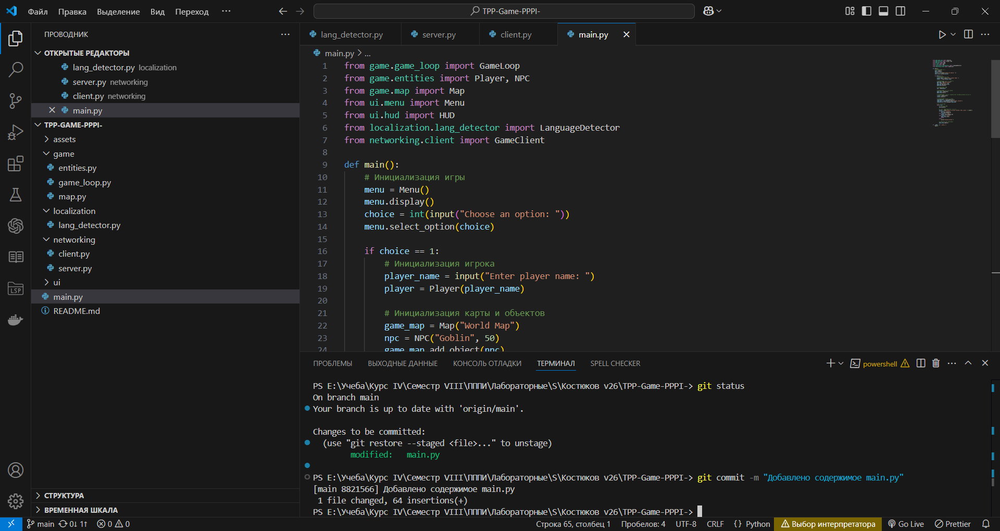 Файл Правка Выделение Вид Переход ···
TPP-Game-PPPI-
ПРОВОДНИК
ОТКРЫТЫЕ РЕДАКТОРЫ
lang_detector.py localization
server.py networking
client.py networking
main.py
TPP-GAME-PPPI-
assets
game
entities.py
game_loop.py
map.py
localization
lang_detector.py
networking
client.py
server.py
ui
main.py
README.md
СТРУКТУРА
ВРЕМЕННАЯ ШКАЛА
LSP
lang_detector.py server.py client.py main.py
main.py > ...
1 from game.game_loop import GameLoop
2 from game.entities import Player, NPC
3 from game.map import Map
4 from ui.menu import Menu
5 from ui.hud import HUD
6 from localization.lang_detector import LanguageDetector
7 from networking.client import GameClient
8
9 def main():
10 # Инициализация игры
11 menu = Menu()
12 menu.display()
13 choice = int(input("Choose an option: "))
14 menu.select_option(choice)
15
16 if choice == 1:
17 # Инициализация игрока
18 player_name = input("Enter player name: ")
19 player = Player(player_name)
20
21 # Инициализация карты и объектов
22 game_map = Map("World Map")
23 npc = NPC("Goblin", 50)
24 game_map.add_object(npc)
ПРОБЛЕМЫ ВЫХОДНЫЕ ДАННЫЕ КОНСОЛЬ ОТЛАДКИ ТЕРМИНАЛ SPELL CHECKER
powershell
PS E:\Учеба\Курс IV\Семестр VIII\ПППИ\Лабораторные\S\Костюков v26\TPP-Game-PPPI-> git status
On branch main
Your branch is up to date with 'origin/main'.
Changes to be committed:
(use "git restore --staged <file>..." to unstage)
modified: main.py
PS E:\Учеба\Курс IV\Семестр VIII\ПППИ\Лабораторные\S\Костюков v26\TPP-Game-PPPI-> git commit -m "Добавлено содержимое main.py"
[main 8821566] Добавлено содержимое main.py
1 file changed, 64 insertions(+)
PS E:\Учеба\Курс IV\Семестр VIII\ПППИ\Лабораторные\S\Костюков v26\TPP-Game-PPPI->
main 0↓ 1↑ 0 0 Строка 65, столбец 1 Пробелов: 4 UTF-8 CRLF {} Python Выбор интерпретатора Go Live Prettier